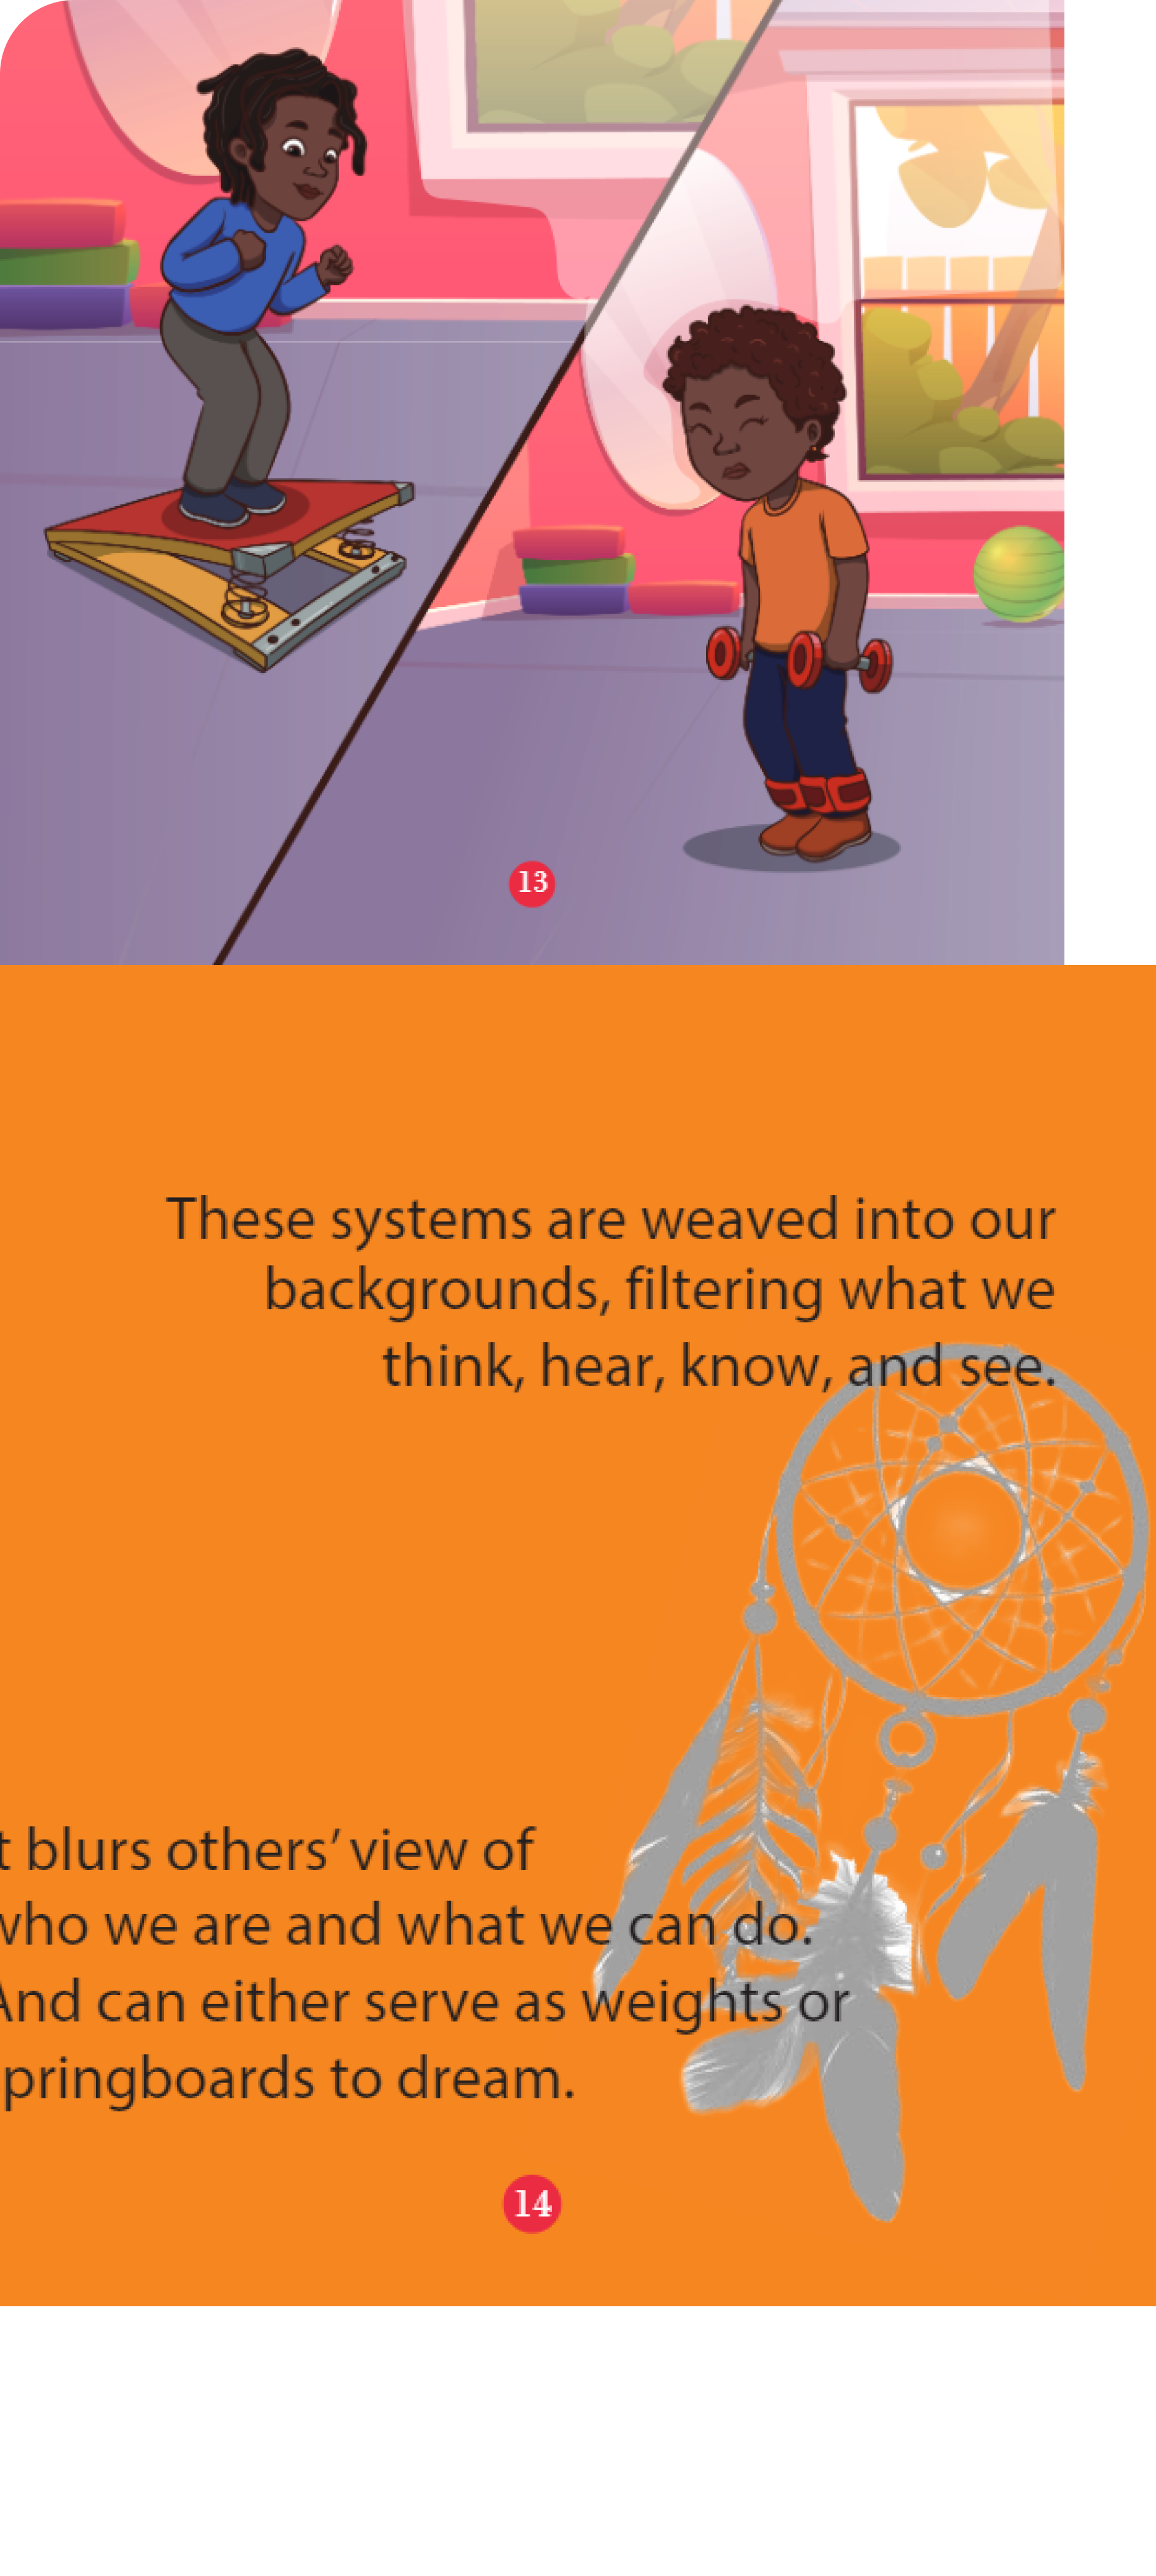 13
These systems are weaved into our
backgrounds, filtering what we
think, hear, know, and see.
t blurs others’ view of
who we are and what we can do.
And can either serve as weights or
pringboards to dream.
14